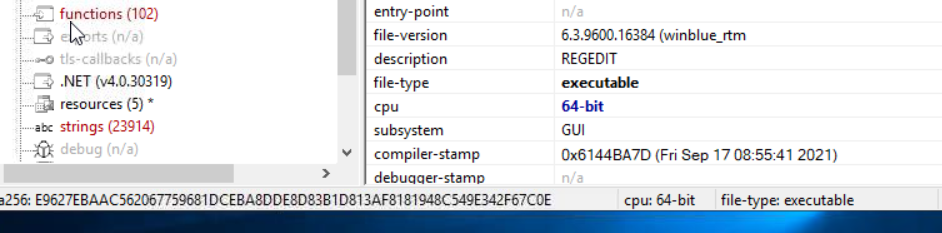 functions (102)
exports (n/a)
tls-callbacks (n/a)
.NET (v4.0.30319)
resources (5) *
abc strings (23914)
debug (n/a)
entry-point n/a
file-version 6.3.9600.16384 (winblue_rtm
description REGEDIT
file-type executable
cpu 64-bit
subsystem GUI
compiler-stamp 0x6144BA7D (Fri Sep 17 08:55:41 2021)
debugger-stamp n/a
a256: E9627EBAAC562067759681DCEBA8DDE8D83B1D813AF8181948C549E342F67C0E cpu: 64-bit file-type: executable